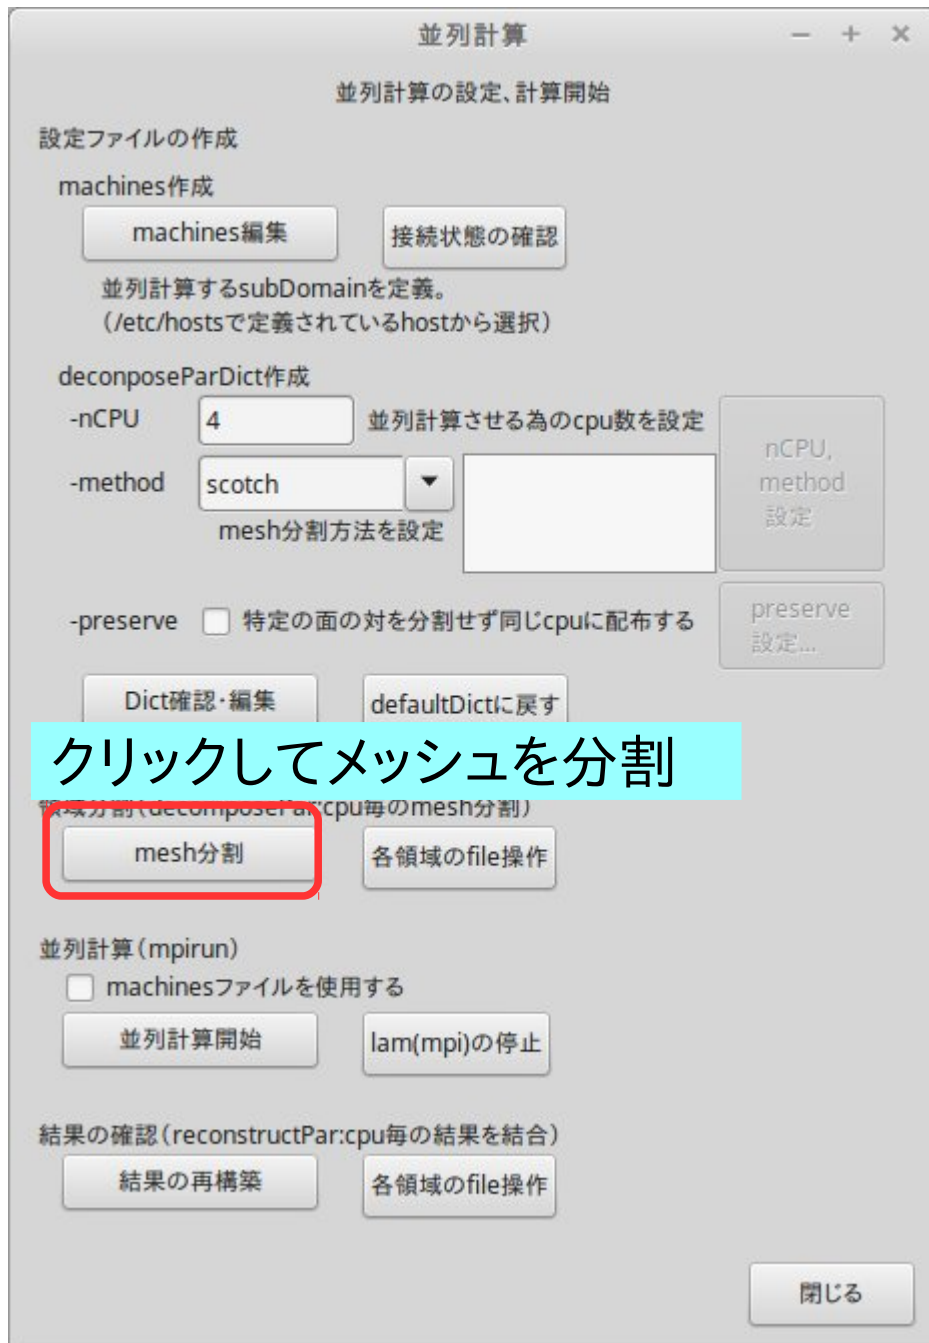 並列計算
並列計算の設定、計算開始
設定ファイルの作成
machines作成
machines編集
接続状態の確認
並列計算するsubDomainを定義。
(/etc/hostsで定義されているhostから選択)
deconposeParDict作成
-nCPU 4 並列計算させる為のcpu数を設定
nCPU,
method
設定
-method scotch
mesh分割方法を設定
-preserve 特定の面の対を分割せず同じcpuに配布する
preserve
設定...
Dict確認・編集
defaultDictに戻す
クリックしてメッシュを分割
領域分割(decomposePar:cpu毎のmesh分割)
mesh分割
各領域のfile操作
並列計算(mpirun)
machinesファイルを使用する
並列計算開始
lam(mpi)の停止
結果の確認(reconstructPar:cpu毎の結果を結合)
結果の再構築
各領域のfile操作
閉じる